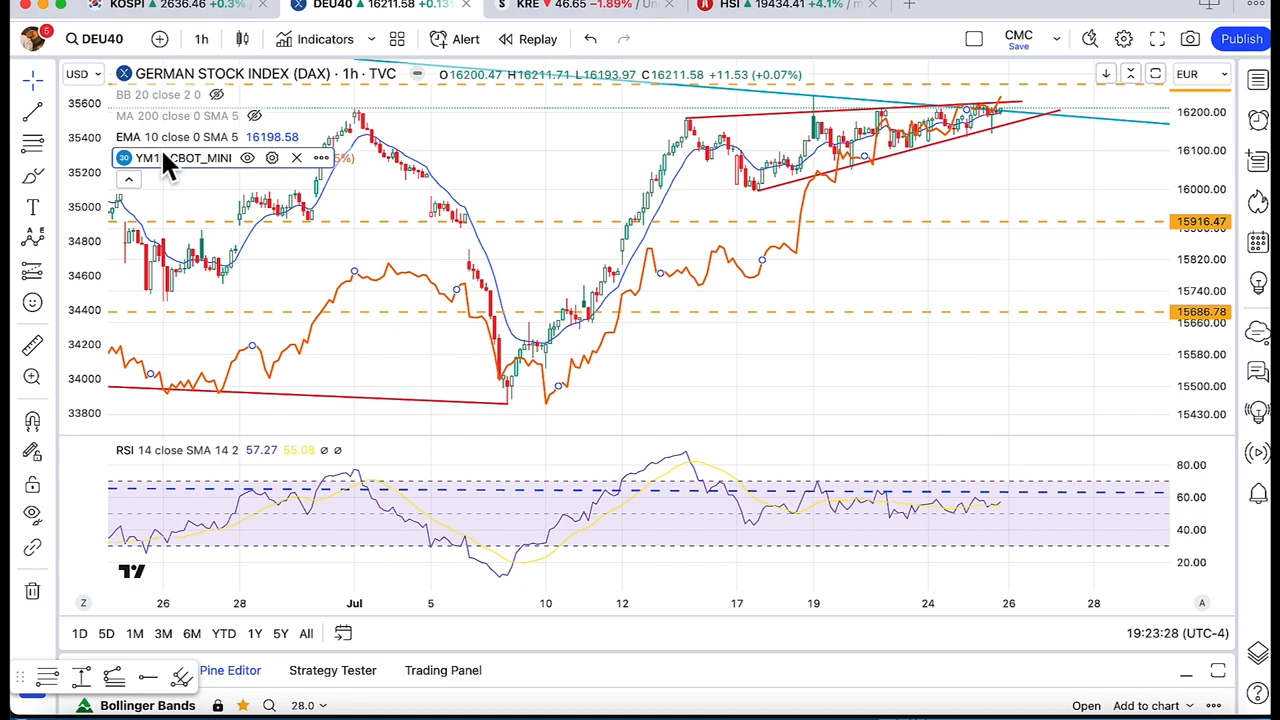 KOSPI 2636.46 +0.3%
DEU40 16211.58 +0.13%
S KRE 46.65 −1.89%
HSI 19434.41 +4.1%
5 DEU40 1h Indicators Alert Replay CMC Save Publish
USD GERMAN STOCK INDEX (DAX) · 1h · TVC O16200.47 H16211.71 L16193.97 C16211.58 +11.53 (+0.07%) EUR
BB 20 close 2 0
MA 200 close 0 SMA 5
EMA 10 close 0 SMA 5 16198.58
30 YM1 CBOT_MINI 5%)
35600
35400
35200
35000
34800
34600
34400
34200
34000
33800
16200.00
16100.00
16000.00
15916.47
15820.00
15740.00
15686.78
15660.00
15580.00
15500.00
15430.00
RSI 14 close SMA 14 2 57.27 55.08 ø ø
80.00
60.00
40.00
20.00
Z 26 28 Jul 5 10 12 17 19 24 26 28 A
1D 5D 1M 3M 6M YTD 1Y 5Y All 19:23:28 (UTC-4)
Pine Editor Strategy Tester Trading Panel
Bollinger Bands 28.0 Open Add to chart